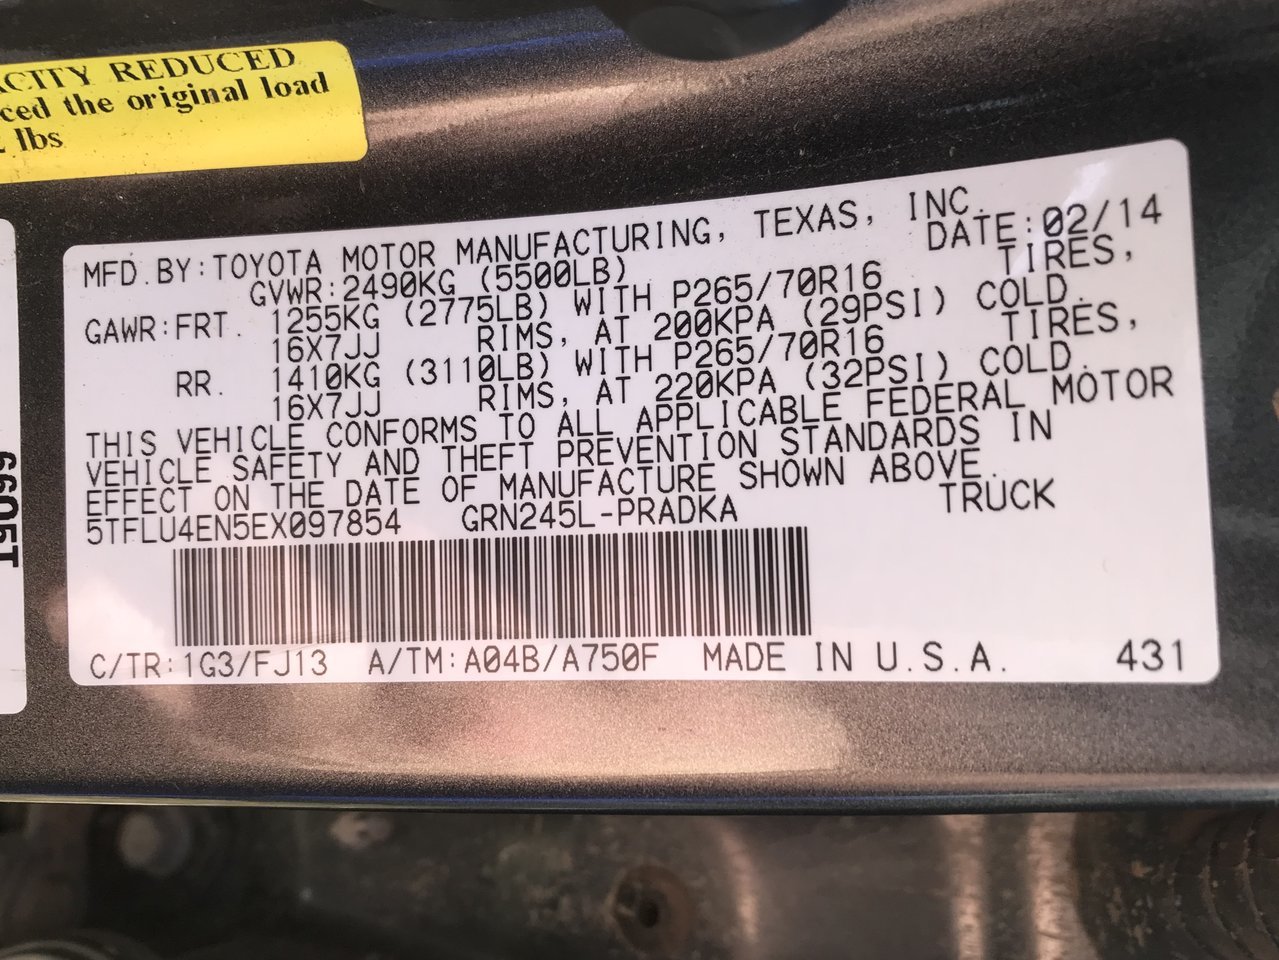 ACITY REDUCED
ced the original load
lbs
MFD.BY:TOYOTA MOTOR MANUFACTURING, TEXAS, INC.
GVWR:2490KG (5500LB) DATE:02/14
GAWR:FRT. 1255KG (2775LB) WITH P265/70R16 TIRES,
16X7JJ RIMS, AT 200KPA (29PSI) COLD.
RR. 1410KG (3110LB) WITH P265/70R16 TIRES,
16X7JJ RIMS, AT 220KPA (32PSI) COLD.
THIS VEHICLE CONFORMS TO ALL APPLICABLE FEDERAL MOTOR
VEHICLE SAFETY AND THEFT PREVENTION STANDARDS IN
EFFECT ON THE DATE OF MANUFACTURE SHOWN ABOVE.
5TFLU4EN5EX097854 GRN245L-PRADKA TRUCK
C/TR:1G3/FJ13 A/TM:A04B/A750F MADE IN U.S.A. 431